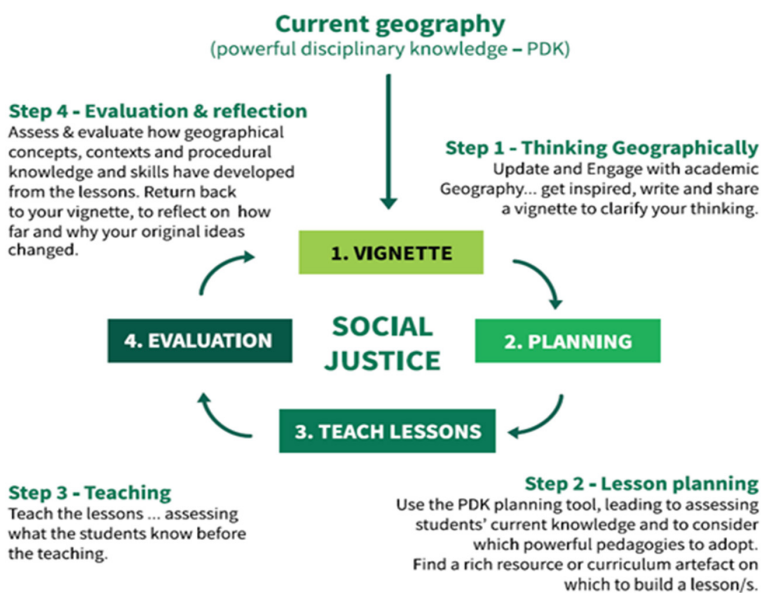 Current geography
(powerful disciplinary knowledge – PDK)
Step 4 - Evaluation & reflection
Assess & evaluate how geographical
concepts, contexts and procedural
knowledge and skills have developed
from the lessons. Return back
to your vignette, to reflect on how
far and why your original ideas
changed.
Step 1 - Thinking Geographically
Update and Engage with academic
Geography... get inspired, write and share
a vignette to clarify your thinking.
1. VIGNETTE
4. EVALUATION
SOCIAL
JUSTICE
2. PLANNING
3. TEACH LESSONS
Step 3 - Teaching
Teach the lessons ... assessing
what the students know before
the teaching.
Step 2 - Lesson planning
Use the PDK planning tool, leading to assessing
students' current knowledge and to consider
which powerful pedagogies to adopt.
Find a rich resource or curriculum artefact on
which to build a lesson/s.